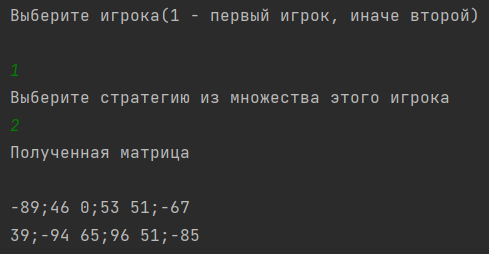 Выберите игрока(1 - первый игрок, иначе второй)
1
Выберите стратегию из множества этого игрока
2
Полученная матрица
-89;46 0;53 51;-67
39;-94 65;96 51;-85